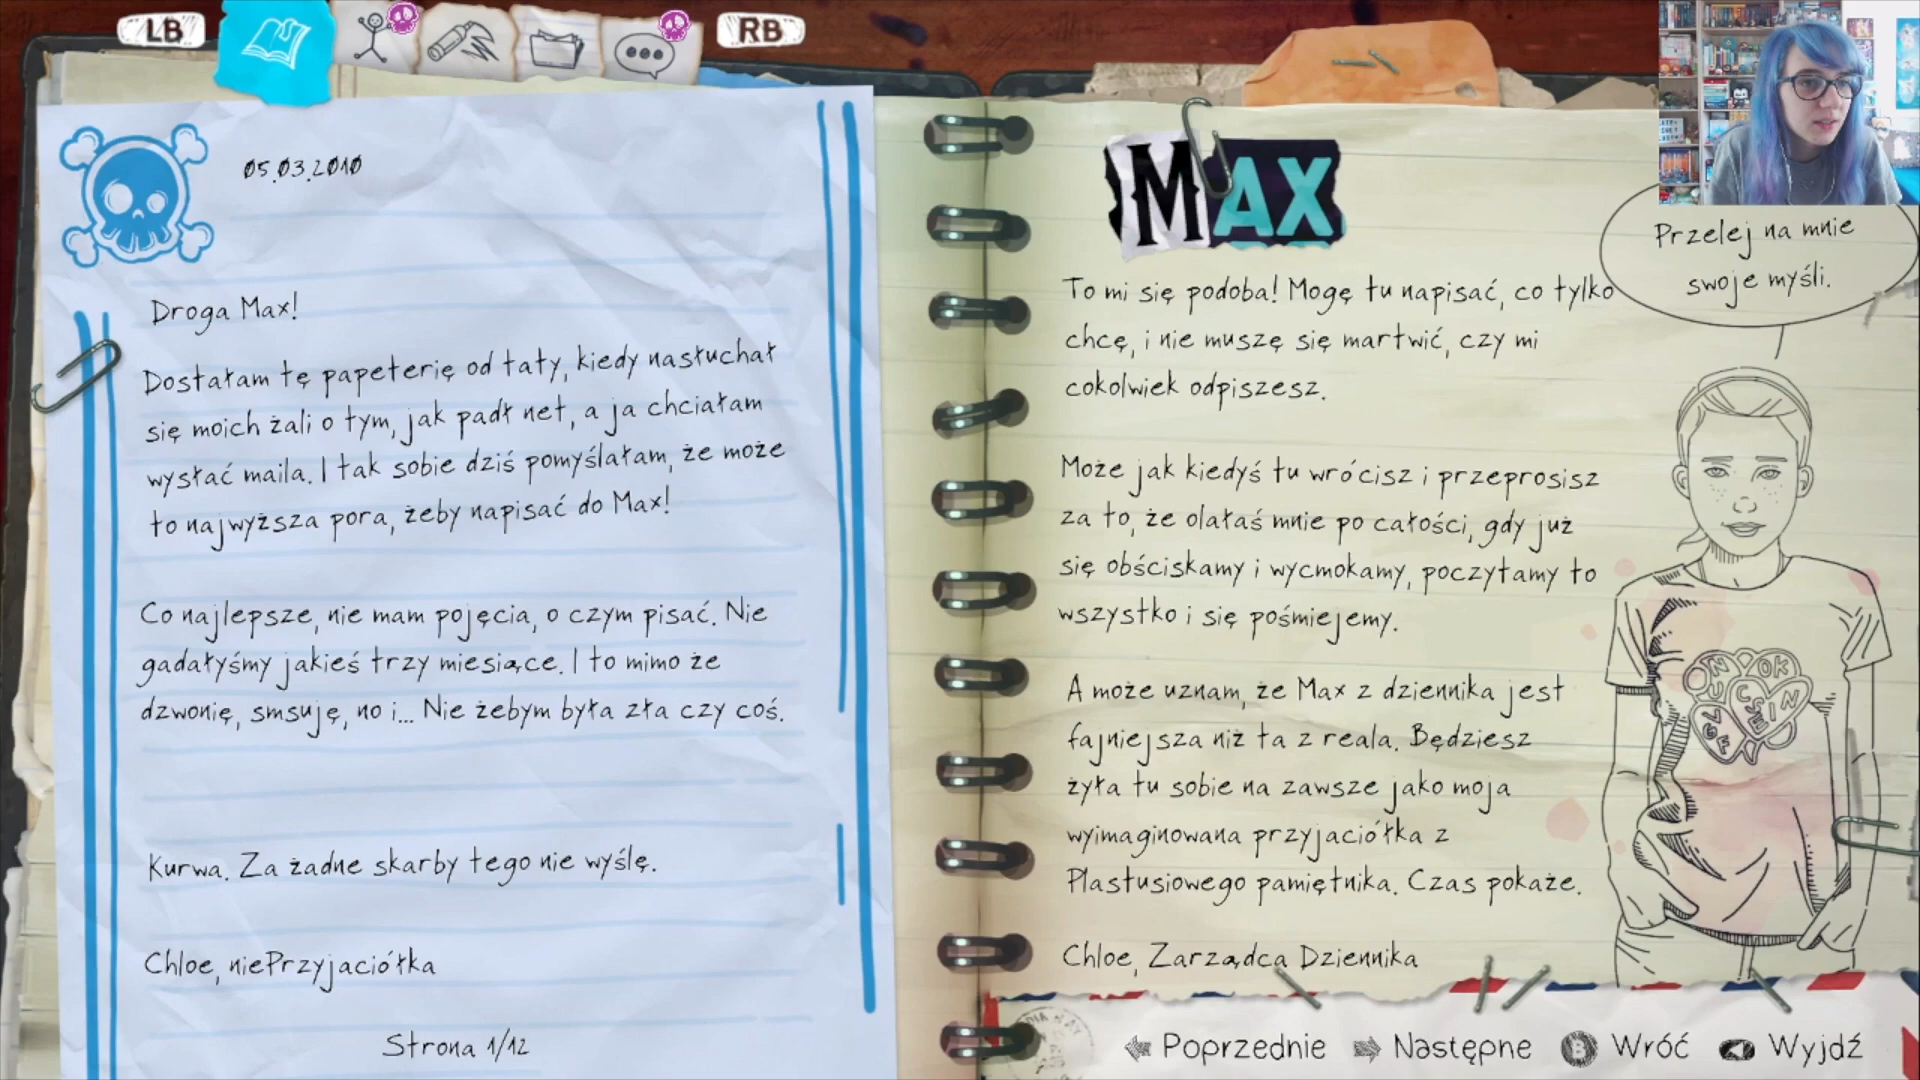 LB
RB
05.03.2010
Droga Max!
Dostałam tę papeterię od taty, kiedy nasłuchał
się moich żali o tym, jak padł net, a ja chciałam
wysłać maila. I tak sobie dziś pomyślałam, że może
to najwyższa pora, żeby napisać do Max!
Co najlepsze, nie mam pojęcia, o czym pisać. Nie
gadałyśmy jakieś trzy miesiące. I to mimo że
dzwonię, smsuję, no i... Nie żebym była zła czy coś.
Kurwa. Za żadne skarby tego nie wyślę.
Chloe, niePrzyjaciółka
Strona 1/12
MAX
Przelej na mnie
swoje myśli.
To mi się podoba! Mogę tu napisać, co tylko
chcę, i nie muszę się martwić, czy mi
cokolwiek odpiszesz.
Może jak kiedyś tu wrócisz i przeprosisz
za to, że olałaś mnie po całości, gdy już
się obściskamy i wycmokamy, poczytamy to
wszystko i się pośmiejemy.
A może uznam, że Max z dziennika jest
fajniejsza niż ta z reala. Będziesz
żyła tu sobie na zawsze jako moja
wyimaginowana przyjaciółka z
Plastusiowego pamiętnika. Czas pokaże.
Chloe, Zarządca Dziennika
Poprzednie
Następne
B Wróć
Wyjdź